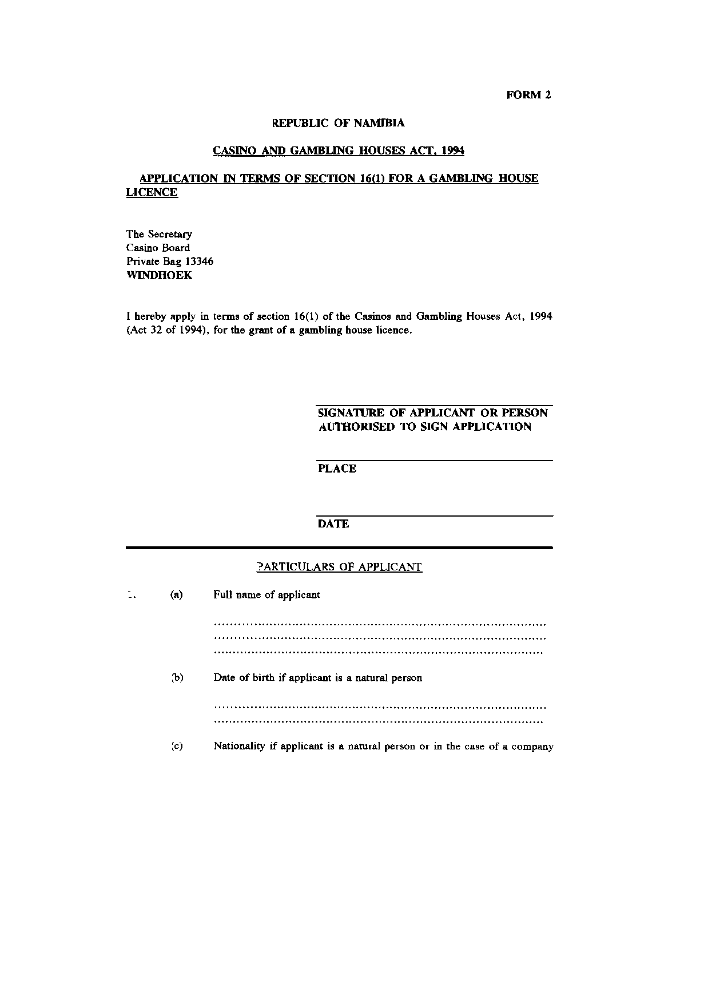 FORM 2
REPUBLIC OF NAMIBIA
CASINO AND GAMBLING HOUSES ACT, 1994
APPLICATION IN TERMS OF SECTION 16(1) FOR A GAMBLING HOUSE
LICENCE
The Secretary
Casino Board
Private Bag 13346
WINDHOEK
I hereby apply in terms of section 16(1) of the Casinos and Gambling Houses Act, 1994
(Act 32 of 1994), for the grant of a gambling house licence.
SIGNATURE OF APPLICANT OR PERSON
AUTHORISED TO SIGN APPLICATION
PLACE
DATE
PARTICULARS OF APPLICANT
1. (a) Full name of applicant
........................................................................................
........................................................................................
.......................................................................................
(b) Date of birth if applicant is a natural person
........................................................................................
.......................................................................................
(c) Nationality if applicant is a natural person or in the case of a company